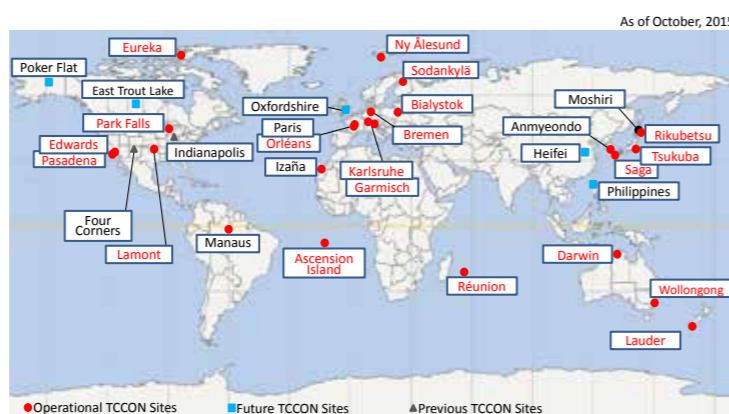 As of October, 2015
Eureka
Ny Ålesund
Poker Flat
Sodankylä
East Trout Lake
Oxfordshire
Bialystok
Moshiri
Park Falls
Paris
Bremen
Anmyeondo
Rikubetsu
Edwards
Orléans
Pasadena
Indianapolis
Heifei
Tsukuba
Izaña
Karlsruhe
Saga
Garmisch
Philippines
Four
Corners
Manaus
Lamont
Ascension
Island
Darwin
Réunion
Wollongong
Lauder
Operational TCCON Sites
Future TCCON Sites
Previous TCCON Sites